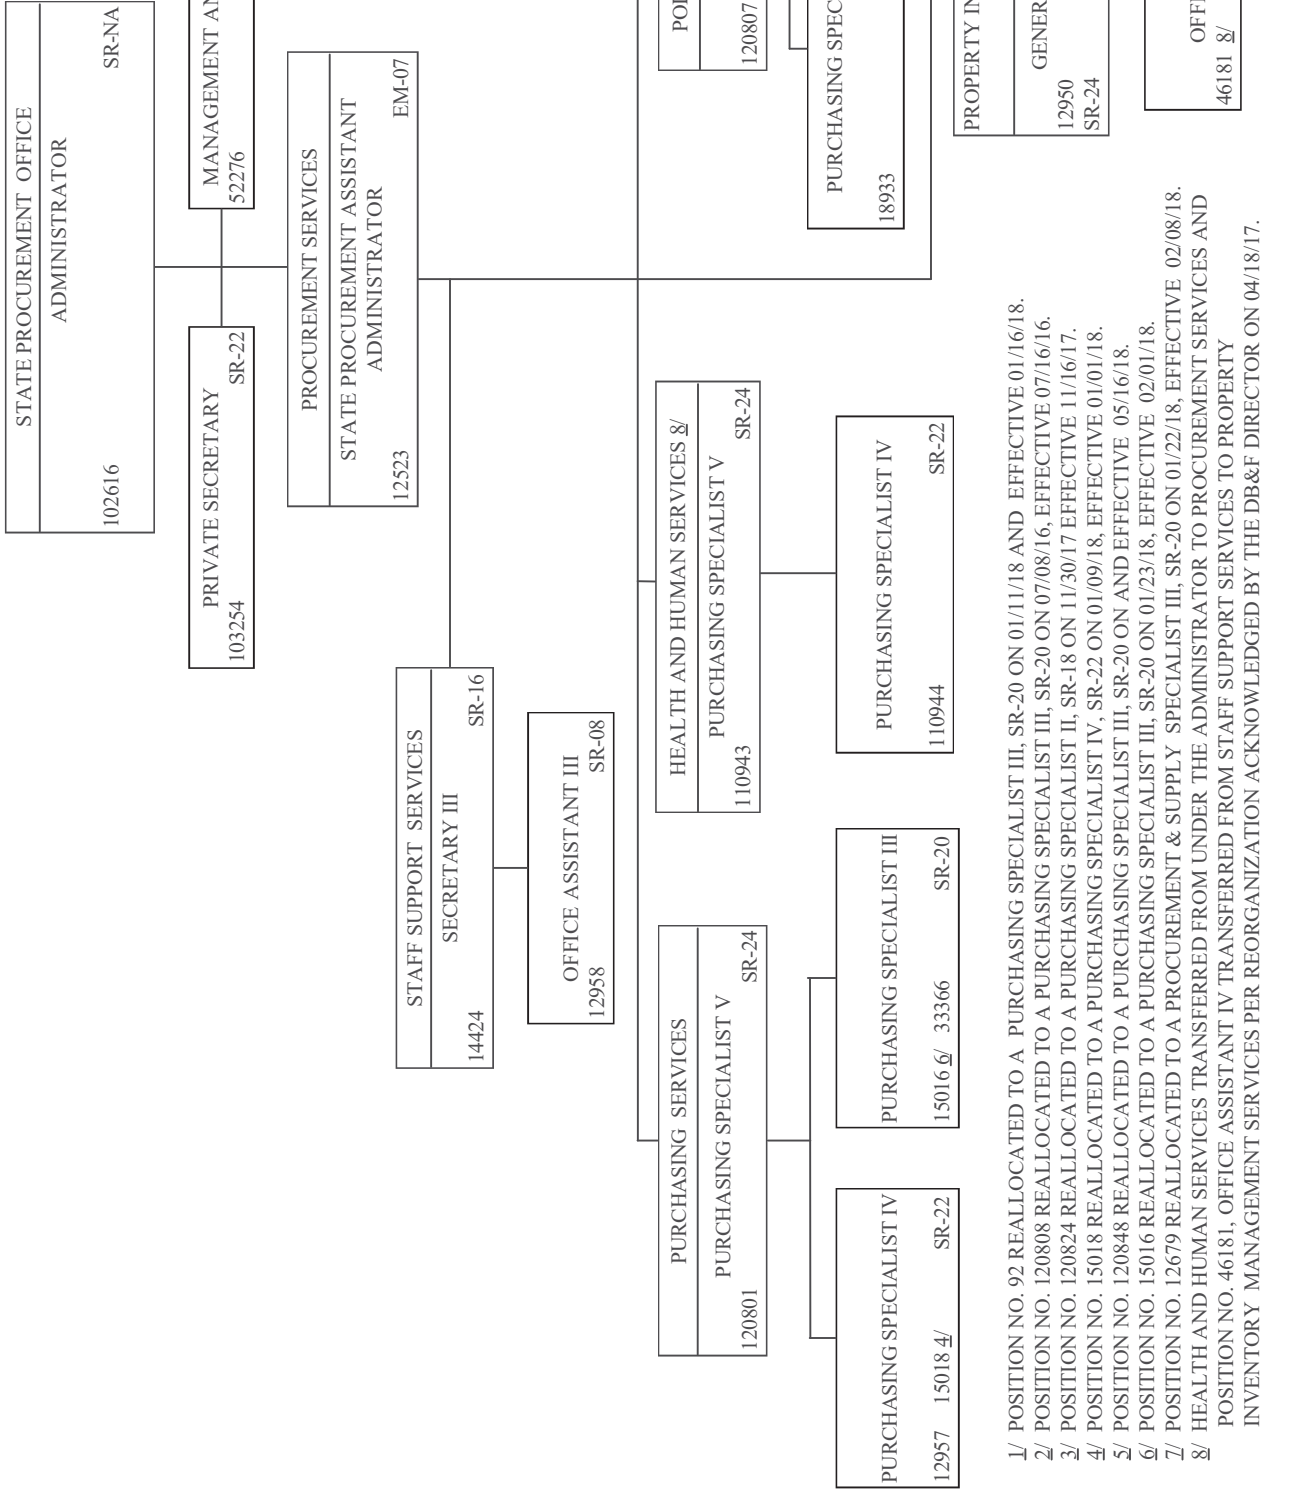 STATE PROCUREMENT OFFICE
ADMINISTRATOR
102616 SR-NA
PRIVATE SECRETARY
103254 SR-22
52276
PROCUREMENT SERVICES
STATE PROCUREMENT ASSISTANT
ADMINISTRATOR
12523 EM-07
STAFF SUPPORT SERVICES
SECRETARY III
14424 SR-16
OFFICE ASSISTANT III
12958 SR-08
PURCHASING SERVICES
PURCHASING SPECIALIST V
120801 SR-24
PURCHASING SPECIALIST IV
12957 15018 4/ SR-22
PURCHASING SPECIALIST III
15016 6/ 33366 SR-20
HEALTH AND HUMAN SERVICES 8/
PURCHASING SPECIALIST V
110943 SR-24
PURCHASING SPECIALIST IV
110944 SR-22
120807
PURCHASING
18933
PROPERTY
12950
SR-24
46181 8/
1/ POSITION NO. 92 REALLOCATED TO A PURCHASING SPECIALIST III, SR-20 ON 01/11/18 AND EFFECTIVE 01/16/18.
2/ POSITION NO. 120808 REALLOCATED TO A PURCHASING SPECIALIST III, SR-20 ON 07/08/16, EFFECTIVE 07/16/16.
3/ POSITION NO. 120824 REALLOCATED TO A PURCHASING SPECIALIST II, SR-18 ON 11/30/17 EFFECTIVE 11/16/17.
4/ POSITION NO. 15018 REALLOCATED TO A PURCHASING SPECIALIST IV, SR-22 ON 01/09/18, EFFECTIVE 01/01/18.
5/ POSITION NO. 120848 REALLOCATED TO A PURCHASING SPECIALIST III, SR-20 ON AND EFFECTIVE 05/16/18.
6/ POSITION NO. 15016 REALLOCATED TO A PURCHASING SPECIALIST III, SR-20 ON 01/23/18, EFFECTIVE 02/01/18.
7/ POSITION NO. 12679 REALLOCATED TO A PROCUREMENT & SUPPLY SPECIALIST III, SR-20 ON 01/22/18, EFFECTIVE 02/08/18.
8/ HEALTH AND HUMAN SERVICES TRANSFERRED FROM UNDER THE ADMINISTRATOR TO PROCUREMENT SERVICES AND
POSITION NO. 46181, OFFICE ASSISTANT IV TRANSFERRED FROM STAFF SUPPORT SERVICES TO PROPERTY
INVENTORY MANAGEMENT SERVICES PER REORGANIZATION ACKNOWLEDGED BY THE DB&F DIRECTOR ON 04/18/17.